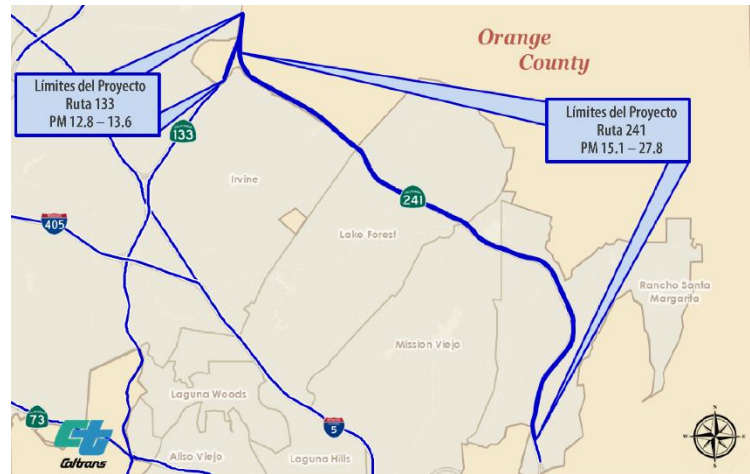 Orange
County
Límites del Proyecto
Ruta 133
PM 12.8 – 13.6
Límites del Proyecto
Ruta 241
PM 15.1 – 27.8
133
Irvine
241
405
Lake Forest
Rancho Santa
Margarita
Mission Viejo
Laguna Woods
73
5
Caltrans
Aliso Viejo
Laguna Hills
N
W
E
S